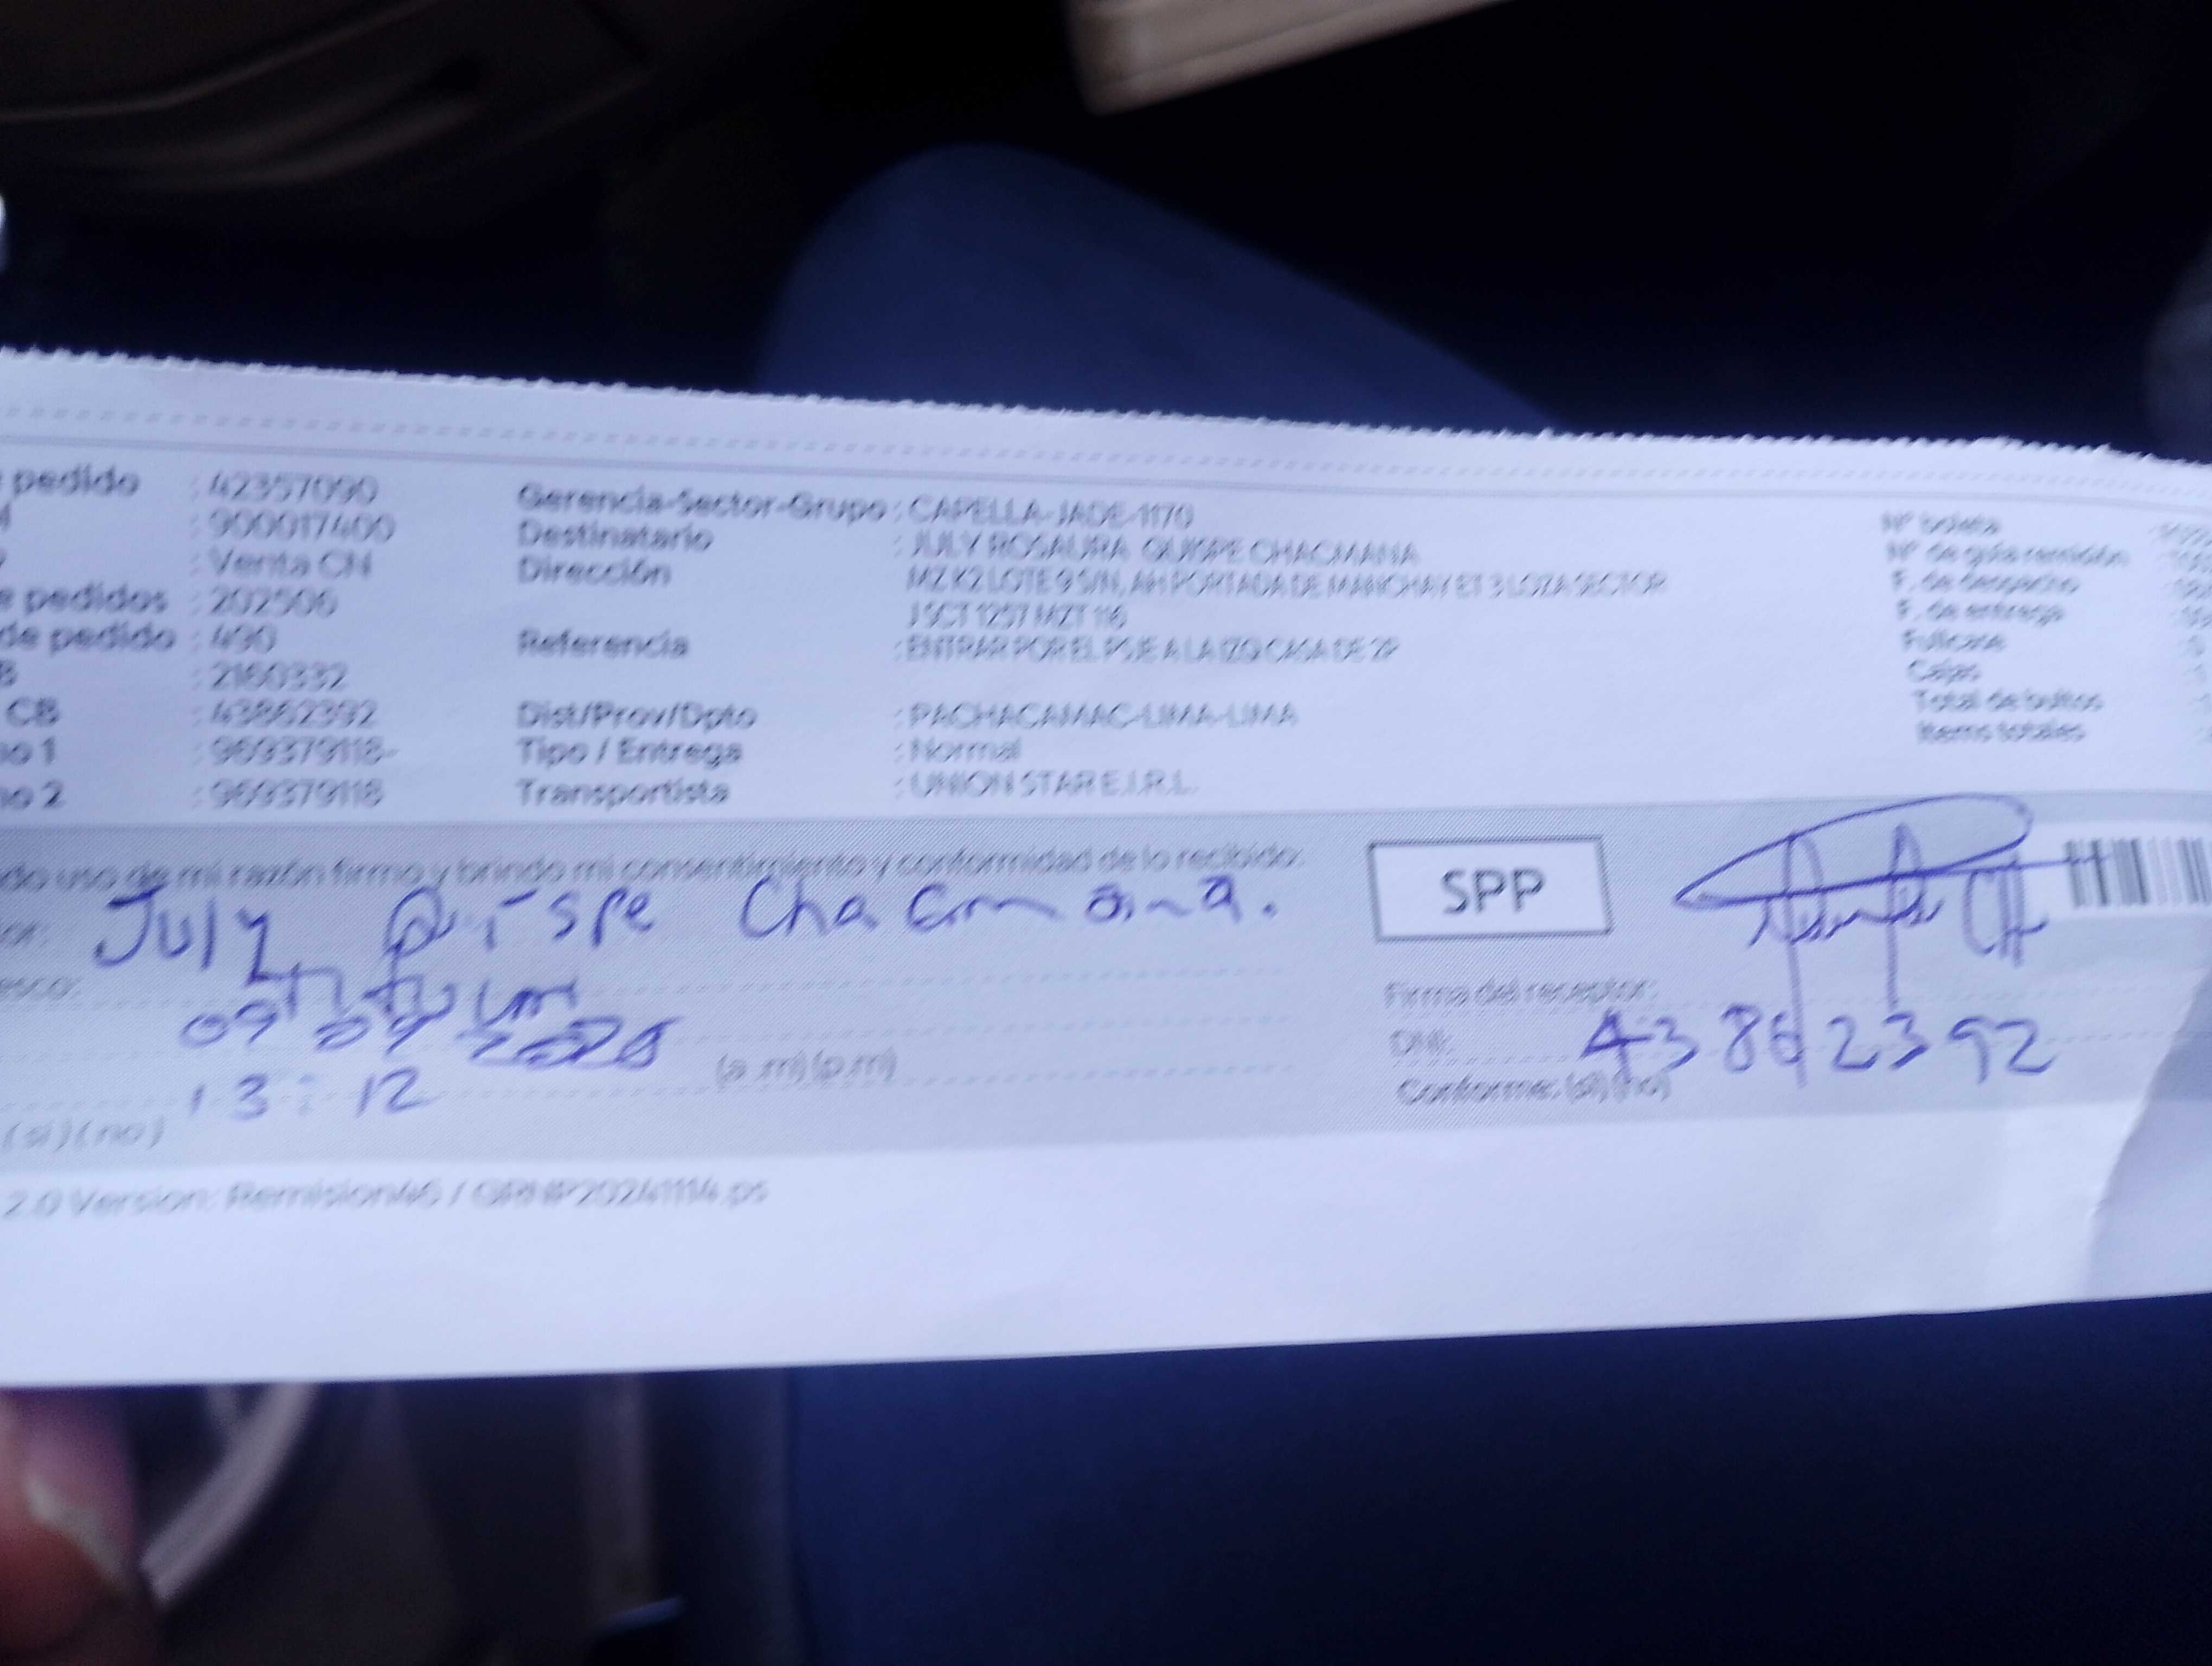 pedido : 42357090
: 900017400
: Venta CN
e pedidos : 202506
de pedido : 490
B : 2160332
CB : 43862392
no 1 : 969379118-
no 2 : 969379118
Gerencia-Sector-Grupo : CAPELLA-JADE-1170
Destinatario : JULY ROSAURA QUISPE CHACMANA
Dirección MZ K2 LOTE 9 S/N, AH PORTADA DE MANCHAY ET 3 LOZA SECTOR
J SCT 1257 MZT 116
Referencia : ENTRAR POR EL PSJE A LA IZQ CASA DE 2P
Dist/Prov/Dpto : PACHACAMAC-LIMA-LIMA
Tipo / Entrega : Normal
Transportista : UNION STAR E.I.R.L.
Nº boleta
Nº de guía remisión
F. de despacho
F. de entrega
Fullcase
Cajas
Total de bultos
Items totales
do uso de mi razón firmo y brindo mi consentimiento y conformidad de lo recibido:
July Quispe Chacmana.
09
13:12 (a.m) (p.m)
(si) (no)
SPP
Firma del receptor:
DNI: 43862392
Conforme: (si) (no)
2.0 Version: